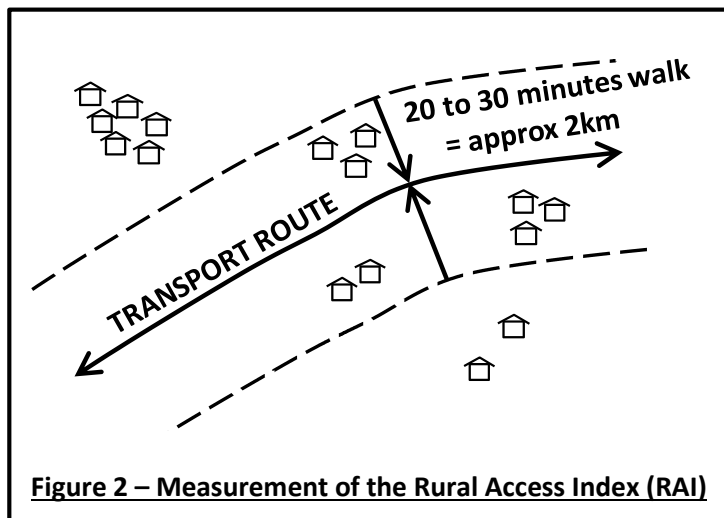 20 to 30 minutes walk
= approx 2km
TRANSPORT ROUTE
Figure 2 – Measurement of the Rural Access Index (RAI)